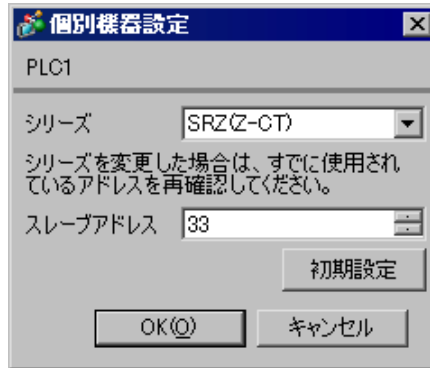 個別機器設定
PLC1
シリーズ SRZ(Z-CT)
シリーズを変更した場合は、すでに使用され
ているアドレスを再確認してください。
スレーブアドレス 33
初期設定
OK(O) キャンセル